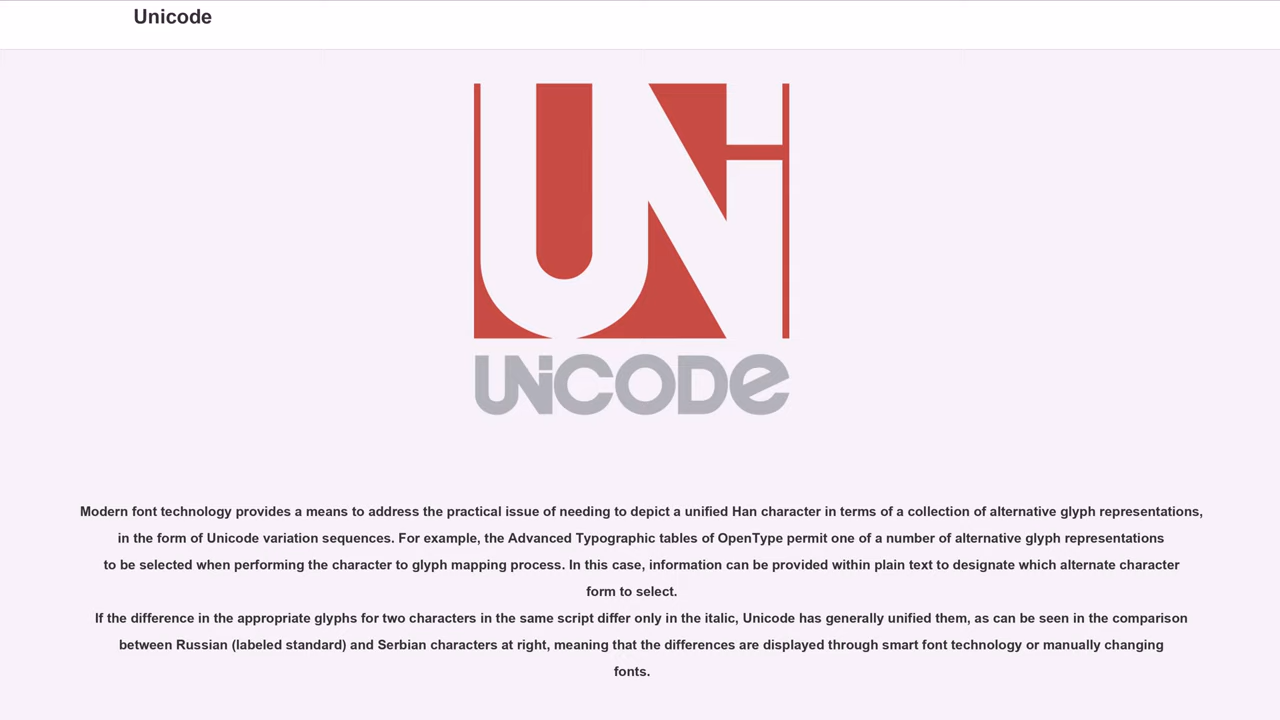 Unicode
UNi
UNiCODe
Modern font technology provides a means to address the practical issue of needing to depict a unified Han character in terms of a collection of alternative glyph representations,
in the form of Unicode variation sequences. For example, the Advanced Typographic tables of OpenType permit one of a number of alternative glyph representations
to be selected when performing the character to glyph mapping process. In this case, information can be provided within plain text to designate which alternate character
form to select.
If the difference in the appropriate glyphs for two characters in the same script differ only in the italic, Unicode has generally unified them, as can be seen in the comparison
between Russian (labeled standard) and Serbian characters at right, meaning that the differences are displayed through smart font technology or manually changing
fonts.